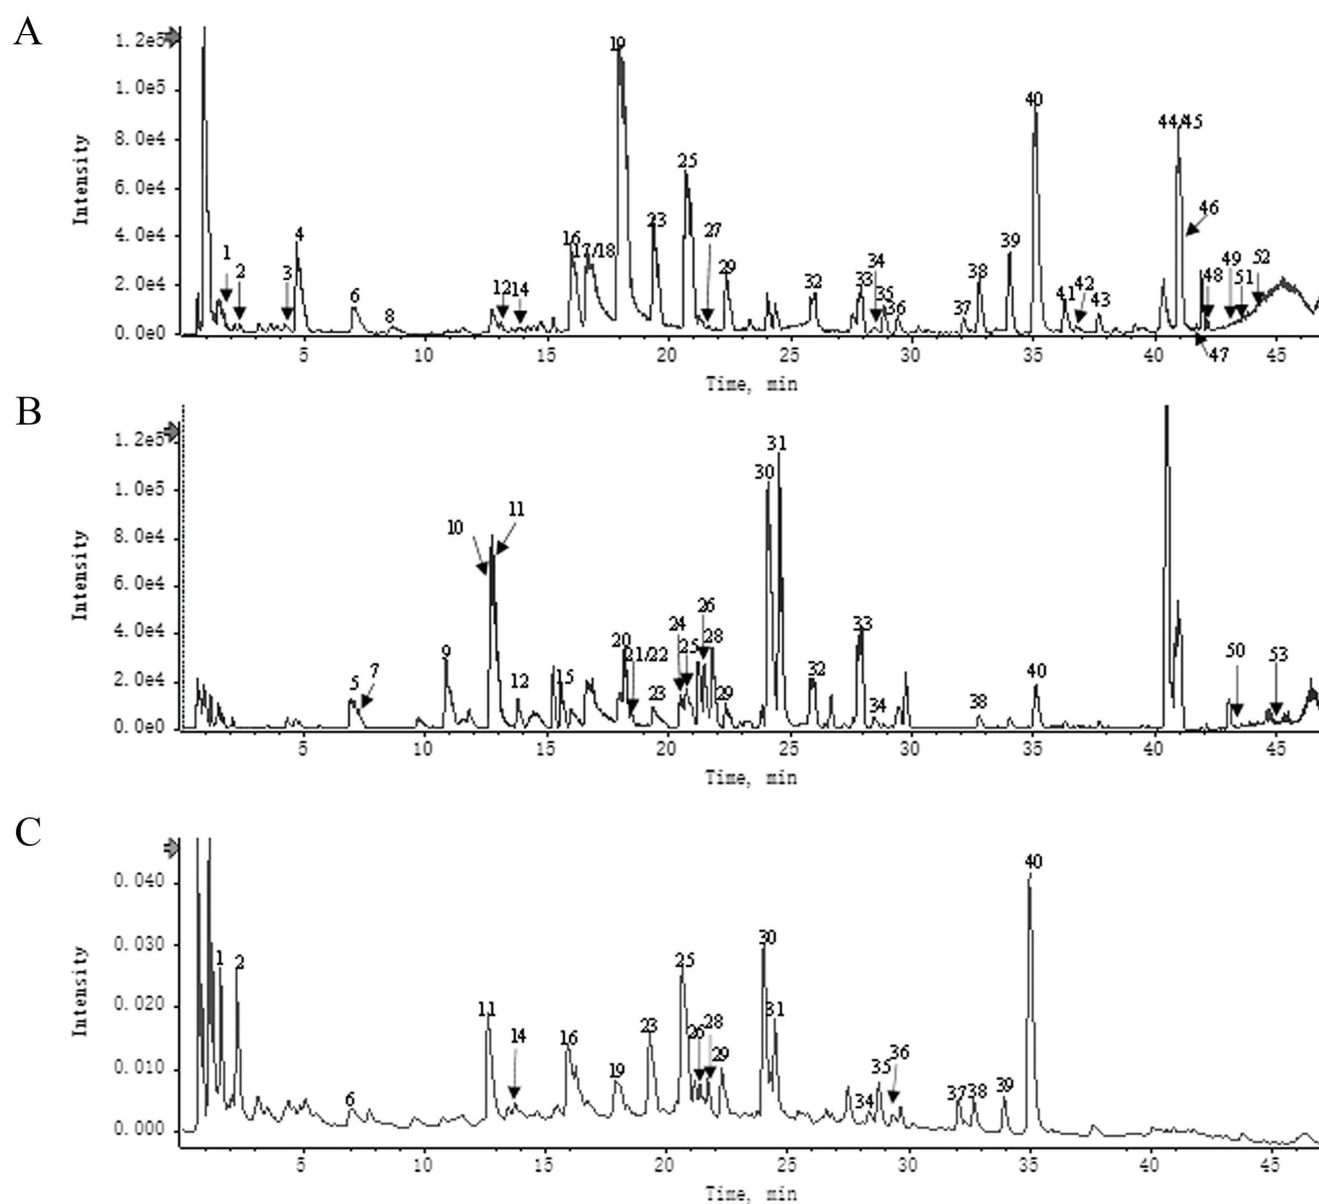 A
1.2e5
1.0e5
8.0e4
6.0e4
4.0e4
2.0e4
0.0e0
Intensity
1 2 3 4 6 8 12 14 16 17/18 19 23 25 27 29 32 33 34 35 36 37 38 39 40 41 42 43 44/45 46 47 48 49 51 52
5 10 15 20 25 30 35 40 45
Time, min
B
1.2e5
1.0e5
8.0e4
6.0e4
4.0e4
2.0e4
0.0e0
Intensity
5 7 9 10 11 12 15 20 21/22 23 24 25 26 28 29 30 31 32 33 34 38 40 50 53
5 10 15 20 25 30 35 40 45
Time, min
C
0.040
0.030
0.020
0.010
0.000
Intensity
1 2 6 11 14 16 19 23 25 26 28 29 30 31 34 35 36 37 38 39 40
5 10 15 20 25 30 35 40 45
Time, min